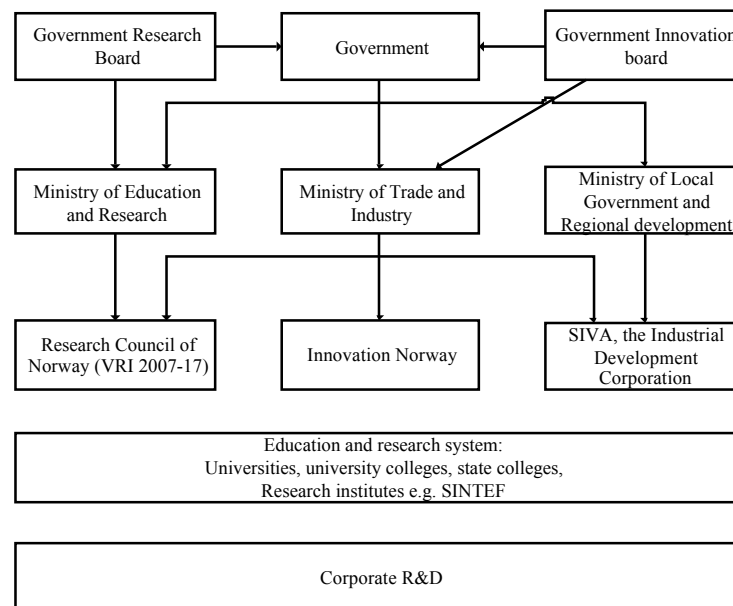 Government Research
Board
Government
Government Innovation
board
Ministry of Education
and Research
Ministry of Trade and
Industry
Ministry of Local
Government and
Regional development
Research Council of
Norway (VRI 2007-17)
Innovation Norway
SIVA, the Industrial
Development
Corporation
Education and research system:
Universities, university colleges, state colleges,
Research institutes e.g. SINTEF
Corporate R&D